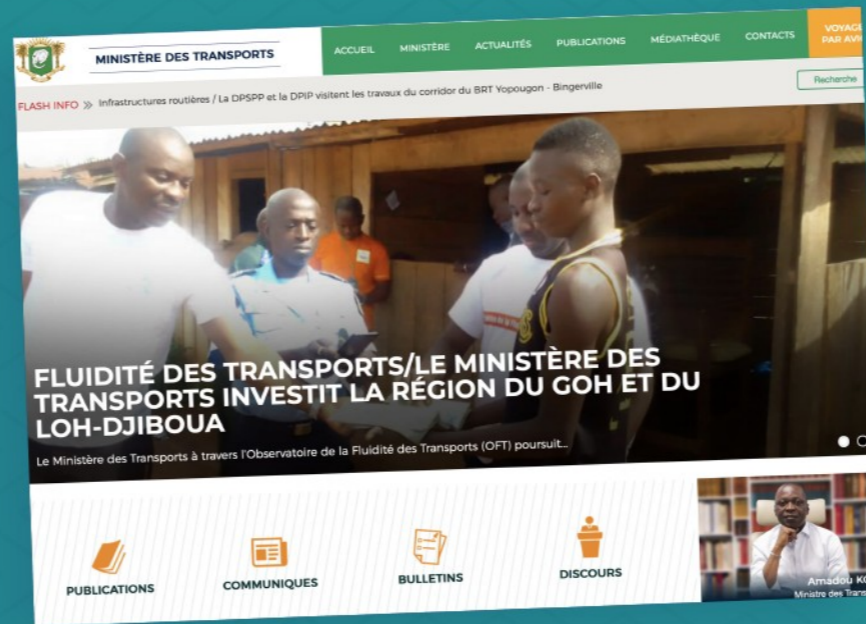 MINISTÈRE DES TRANSPORTS
ACCUEIL
MINISTÈRE
ACTUALITÉS
PUBLICATIONS
MÉDIATHÈQUE
CONTACTS
VOYAGE
PAR AVI
FLASH INFO » Infrastructures routières / La DPSPP et la DPIP visitent les travaux du corridor du BRT Yopougon - Bingerville
Recherche
FLUIDITÉ DES TRANSPORTS/LE MINISTÈRE DES
TRANSPORTS INVESTIT LA RÉGION DU GOH ET DU
LOH-DJIBOUA
Le Ministère des Transports à travers l'Observatoire de la Fluidité des Transports (OFT) poursuit...
PUBLICATIONS
COMMUNIQUES
BULLETINS
DISCOURS
Amadou KO
Ministre des Trans